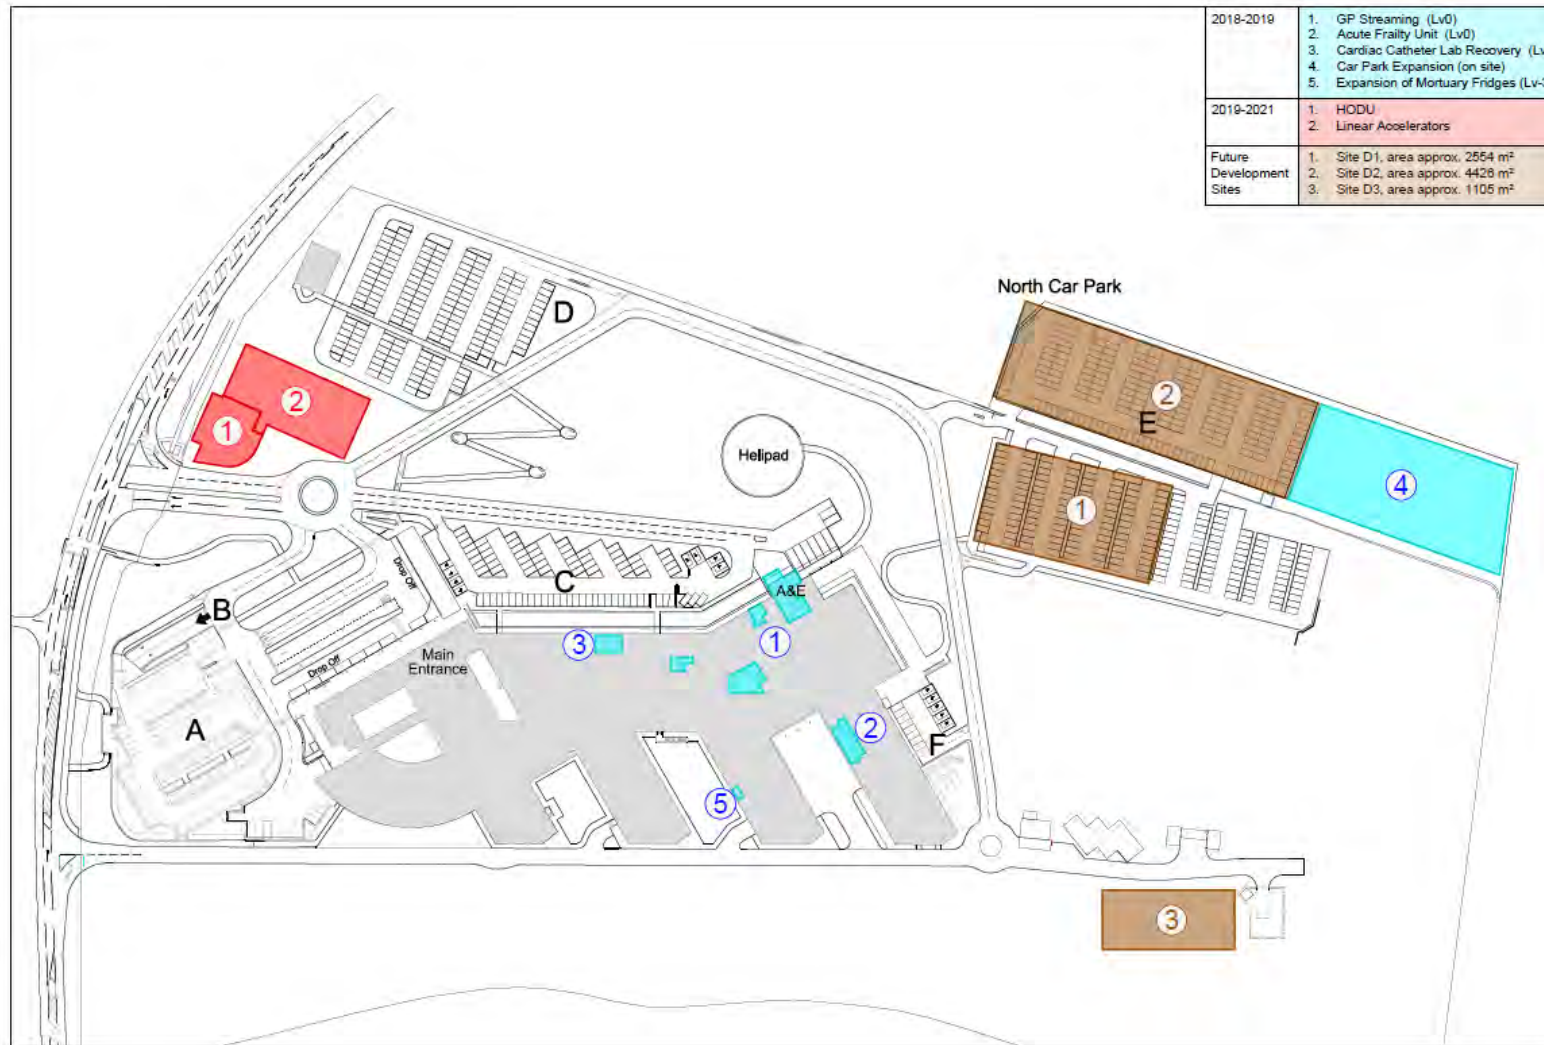 2018-2019
1. GP Streaming (Lv0)
2. Acute Frailty Unit (Lv0)
3. Cardiac Catheter Lab Recovery (Lv
4. Car Park Expansion (on site)
5. Expansion of Mortuary Fridges (Lv-
2019-2021
1. HODU
2. Linear Accelerators
Future
Development
Sites
1. Site D1, area approx. 2554 m²
2. Site D2, area approx. 4426 m²
3. Site D3, area approx. 1105 m²
North Car Park
D
2
1
2
E
Helipad
4
1
Drop Off
C
A&E
B
3
1
Main
Entrance
Drop Off
A
2
F
5
3